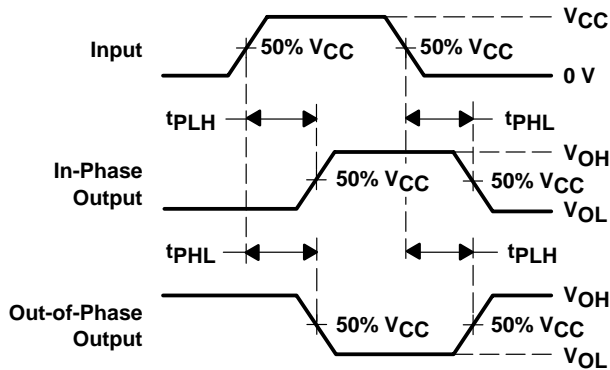 Input
50% VCC
50% VCC
VCC
0 V
tPLH
tPHL
In-Phase
Output
50% VCC
50% VCC
VOH
VOL
tPHL
tPLH
Out-of-Phase
Output
50% VCC
50% VCC
VOH
VOL